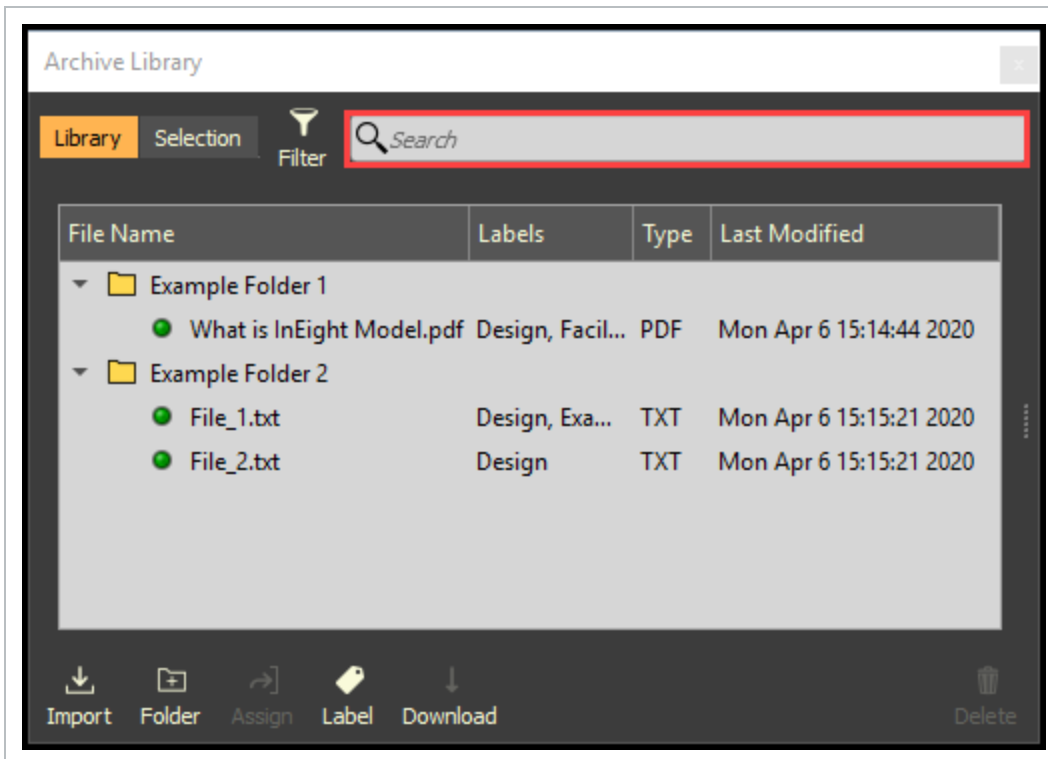 Archive Library
x
Library Selection Filter Search
File Name Labels Type Last Modified
Example Folder 1
What is InEight Model.pdf Design, Facil... PDF Mon Apr 6 15:14:44 2020
Example Folder 2
File_1.txt Design, Exa... TXT Mon Apr 6 15:15:21 2020
File_2.txt Design TXT Mon Apr 6 15:15:21 2020
Import Folder Assign Label Download Delete